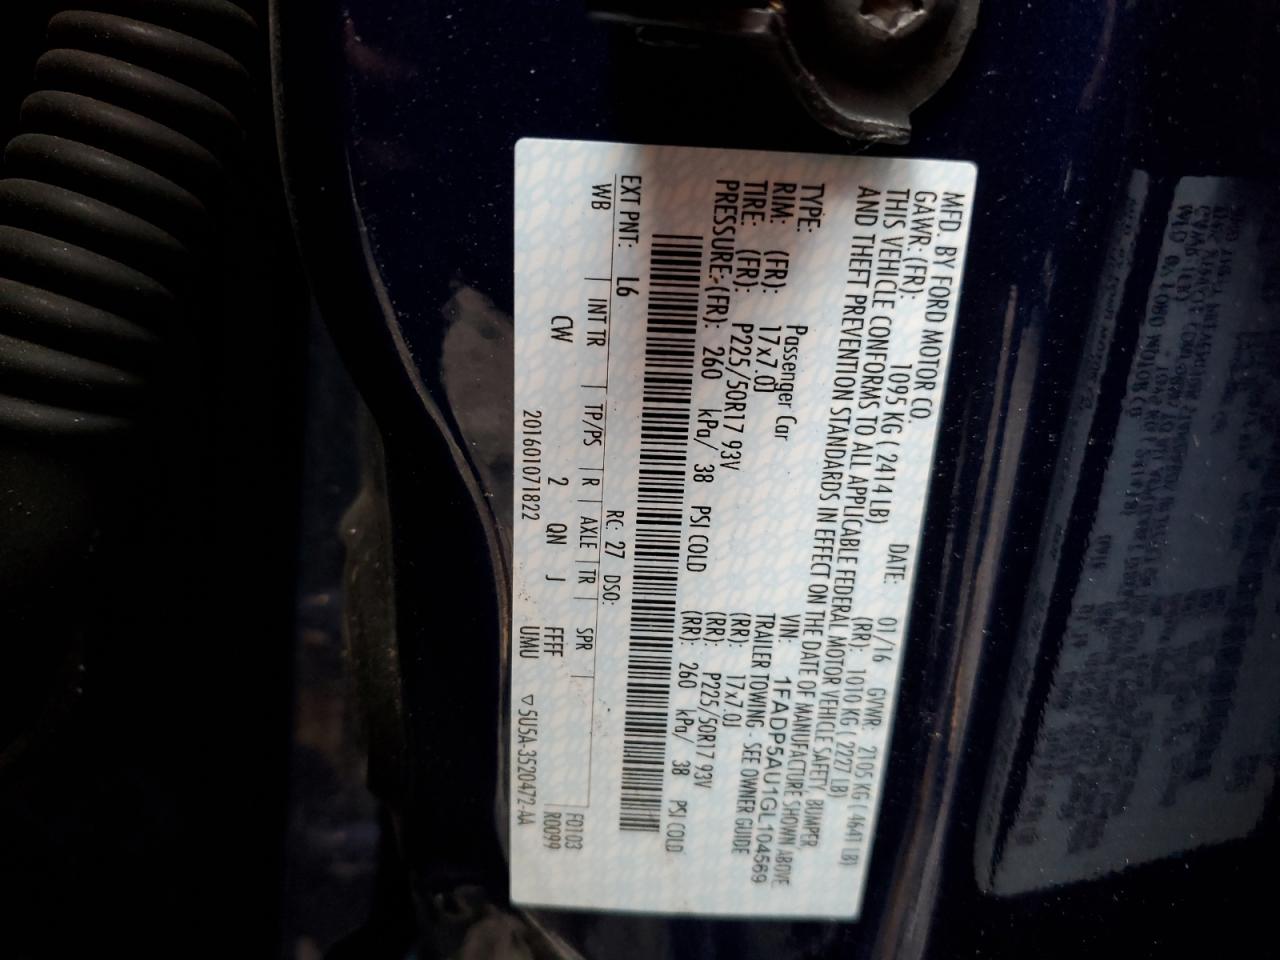 MFD. BY FORD MOTOR CO.
DATE: 01/16 GVWR: 2105 KG ( 4641 LB)
GAWR: (FR): 1095 KG ( 2414 LB) (RR): 1010 KG ( 2227 LB)
THIS VEHICLE CONFORMS TO ALL APPLICABLE FEDERAL MOTOR VEHICLE SAFETY, BUMPER,
AND THEFT PREVENTION STANDARDS IN EFFECT ON THE DATE OF MANUFACTURE SHOWN ABOVE
VIN: 1FADP5AU1GL104569
TYPE: Passenger Car TRAILER TOWING - SEE OWNER GUIDE
RIM: (FR): 17x7.0J (RR): 17x7.0J
TIRE: (FR): P225/50R17 93V (RR): P225/50R17 93V
PRESSURE: (FR): 260 kPa/ 38 PSI COLD (RR): 260 kPa/ 38 PSI COLD
EXT PNT: L6 RC: 27 DSO: F0103
WB INT TR TP/PS R AXLE TR SPR R0099
CW 2 QN J FFFF
20160107 1822 UMU ▽ 5U5A-3520472-AA